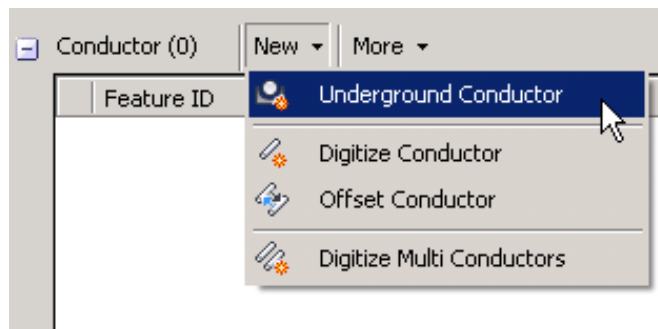 Conductor (0) New More
Feature ID
Underground Conductor
Digitize Conductor
Offset Conductor
Digitize Multi Conductors